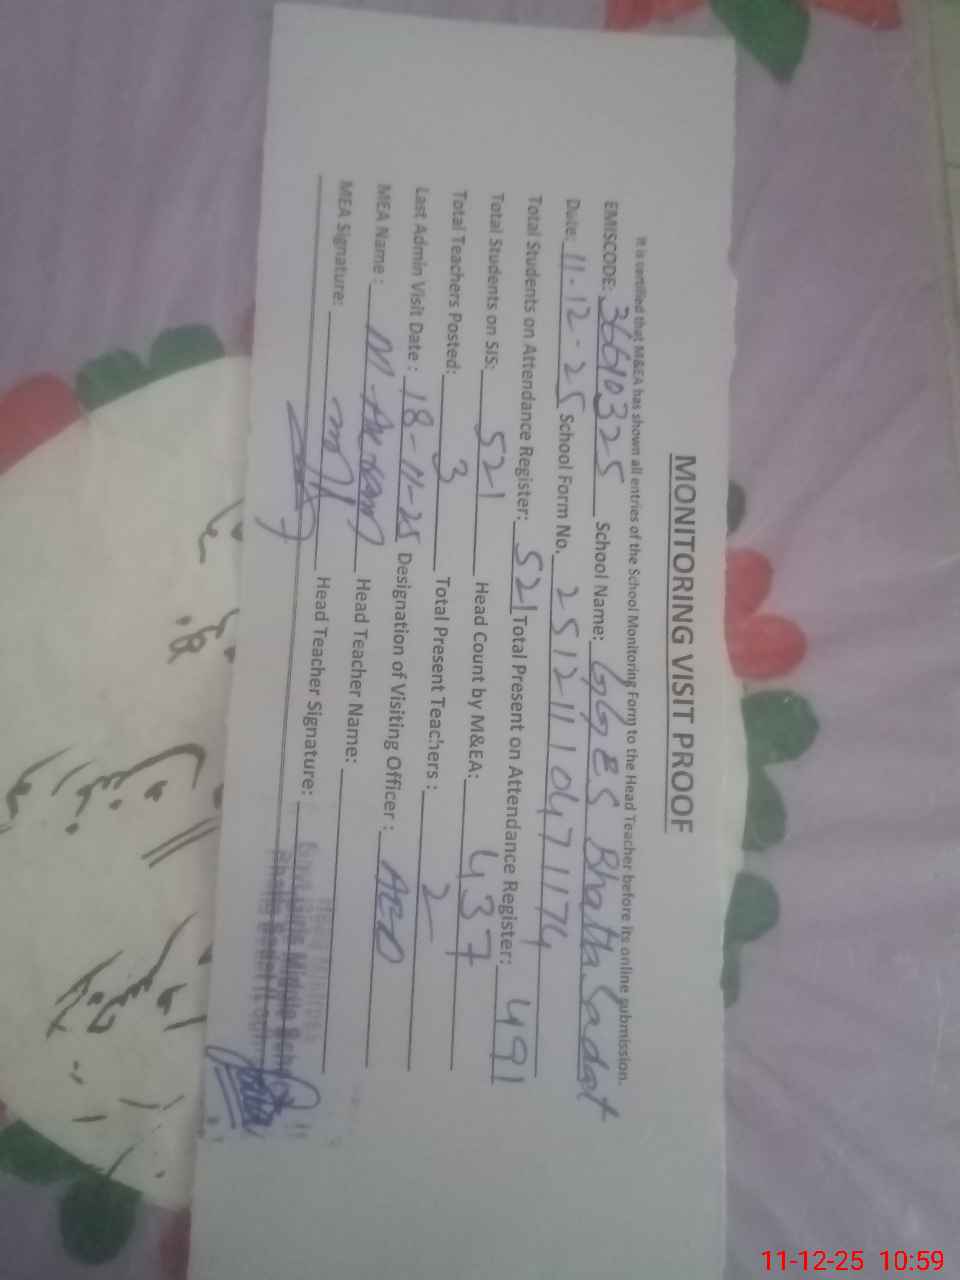 MONITORING VISIT PROOF
It is certified that M&EA has shown all entries of the School Monitoring Form to the Head Teacher before its online submission.
EMISCODE: 36640325 School Name: GGES Bhatta Sadat
Date: 11-12-25 School Form No. 251211104711174
Total Students on Attendance Register: 521 Total Present on Attendance Register: 491
Total Students on SIS: 521 Head Count by M&EA: 437
Total Teachers Posted: 3 Total Present Teachers : 2
Last Admin Visit Date : 18-11-25 Designation of Visiting Officer : AEO
MEA Name : M. Head Teacher Name:
MEA Signature: Head Teacher Signature:
Govt. Girls Middle
11-12-25 10:59